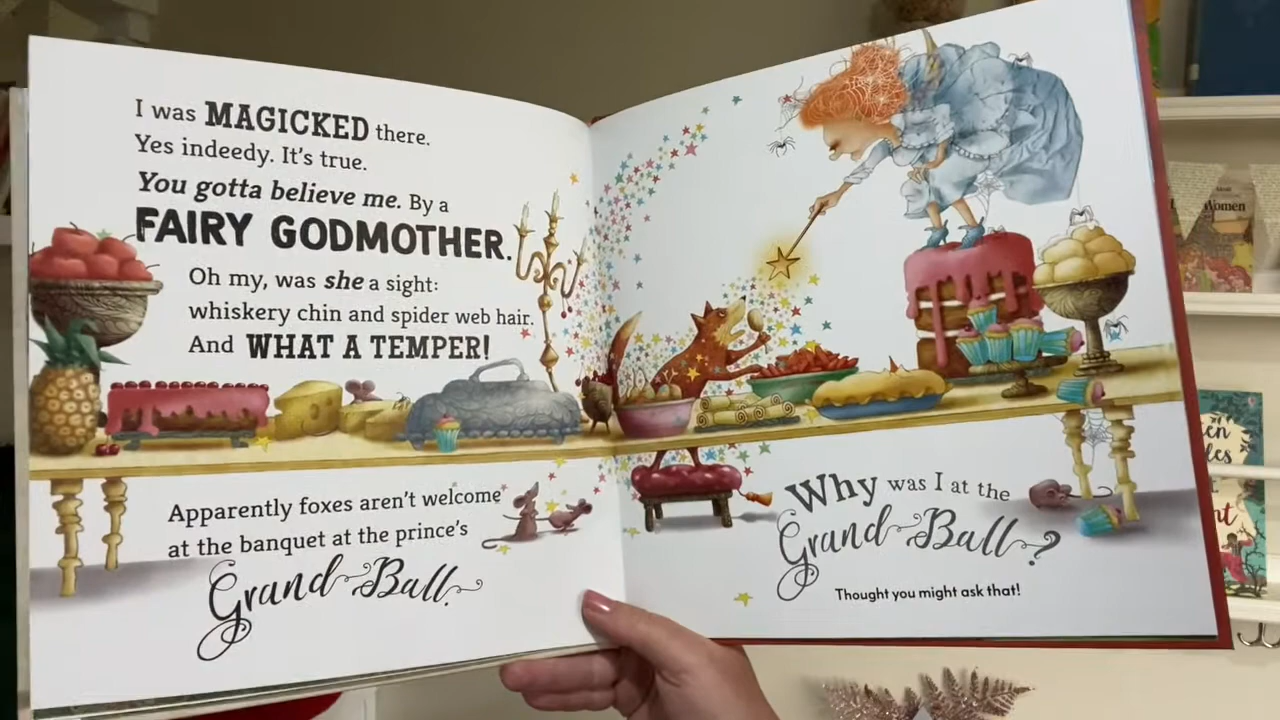 I was MAGICKED there.
Yes indeedy. It's true.
You gotta believe me. By a
FAIRY GODMOTHER.
Oh my, was she a sight:
whiskery chin and spider web hair.
And WHAT A TEMPER!
Apparently foxes aren't welcome
at the banquet at the prince's
Grand Ball.
Why was I at the
Grand Ball?
Thought you might ask that!
Women